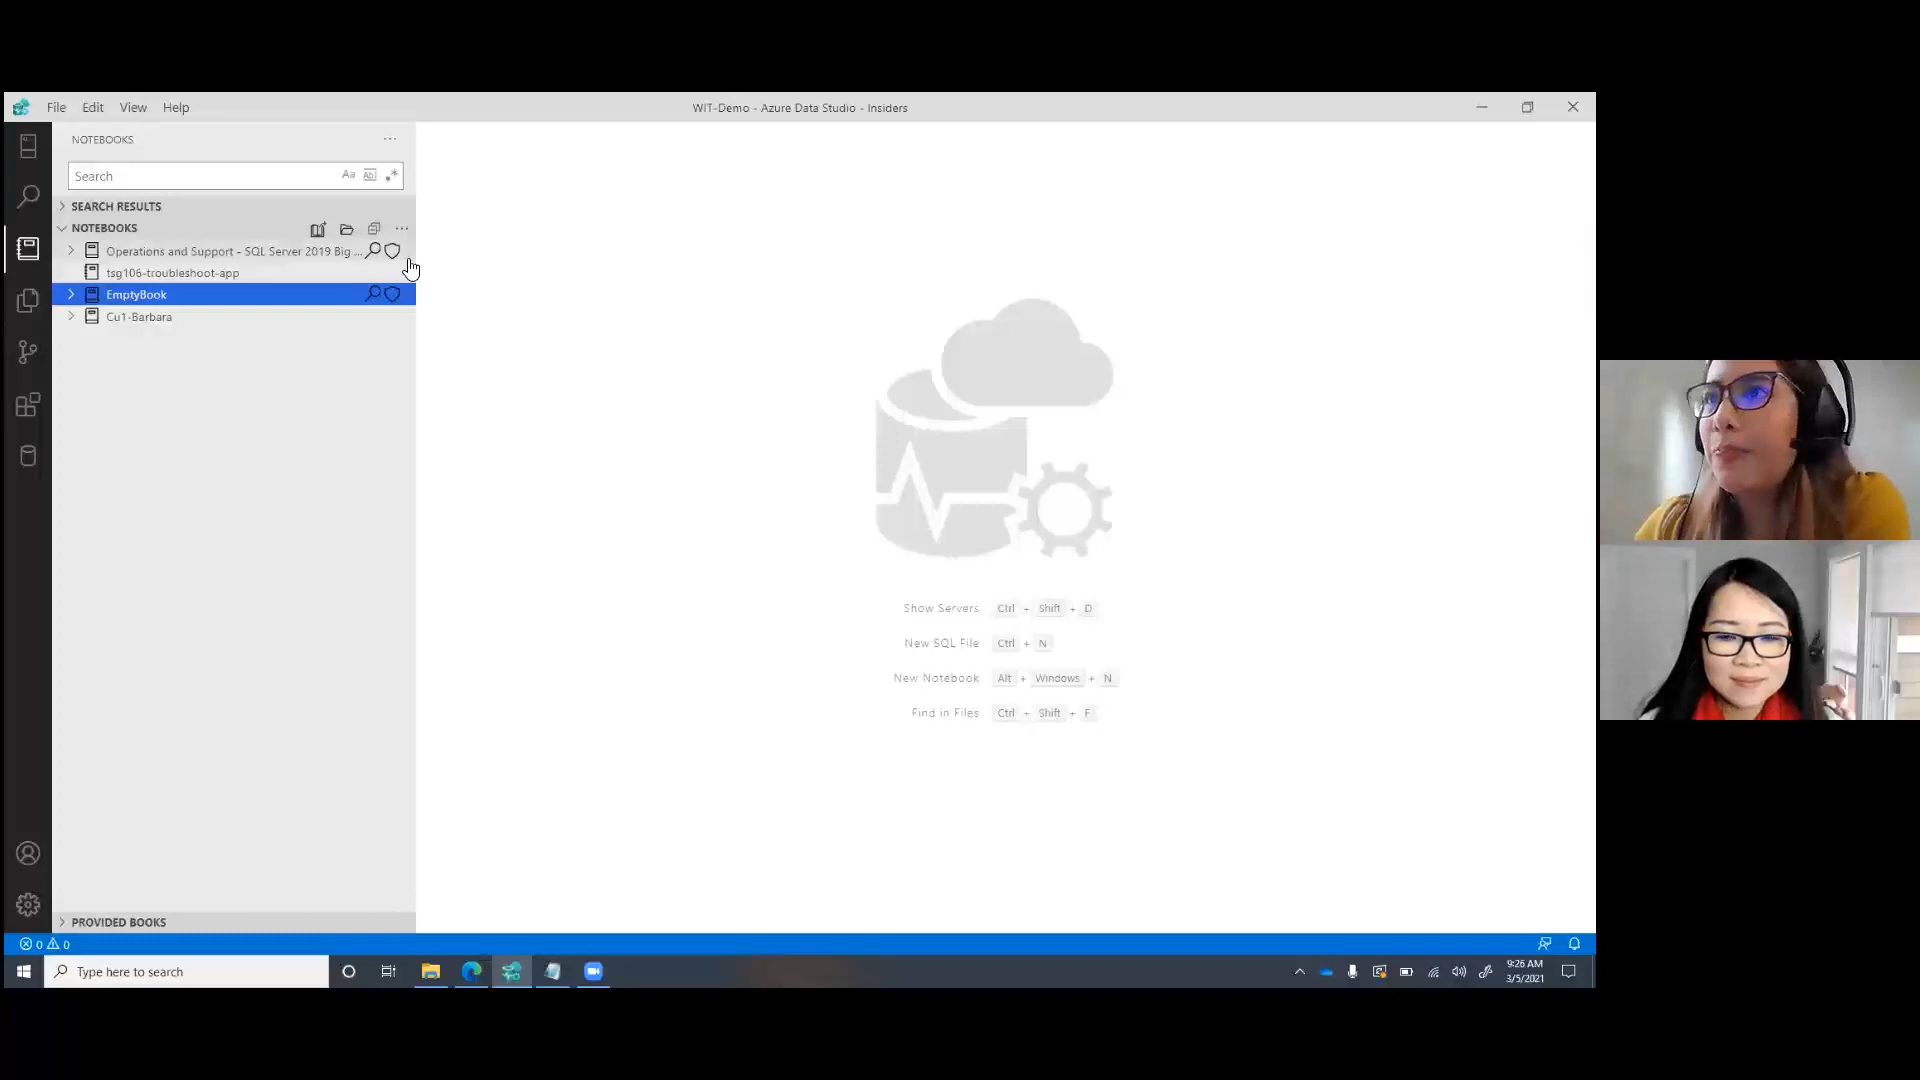 File Edit View Help WIT-Demo - Azure Data Studio - Insiders
NOTEBOOKS
Search Aa Abl .*
SEARCH RESULTS
NOTEBOOKS
Operations and Support - SQL Server 2019 Big ...
tsg106-troubleshoot-app
EmptyBook
Cu1-Barbara
Show Servers Ctrl + Shift + D
New SQL File Ctrl + N
New Notebook Alt + Windows + N
Find in Files Ctrl + Shift + F
PROVIDED BOOKS
0 0
Type here to search
9:26 AM
3/5/2021